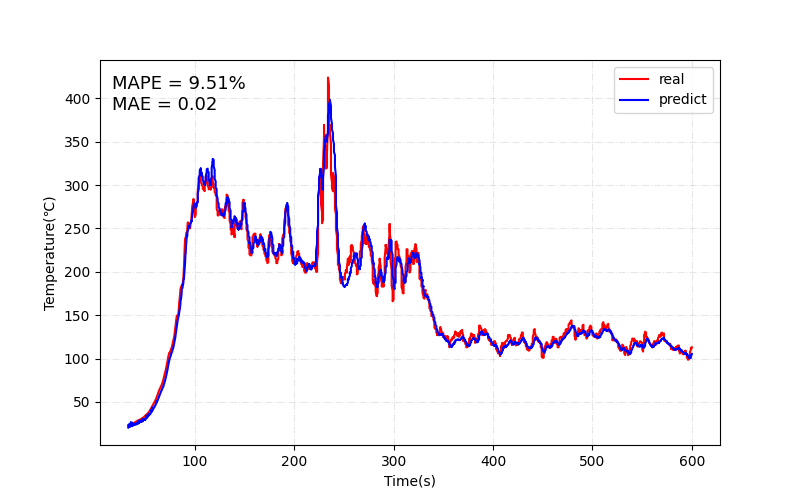 MAPE = 9.51%
MAE = 0.02
real
predict
Temperature(℃)
400
350
300
250
200
150
100
50
100 200 300 400 500 600
Time(s)